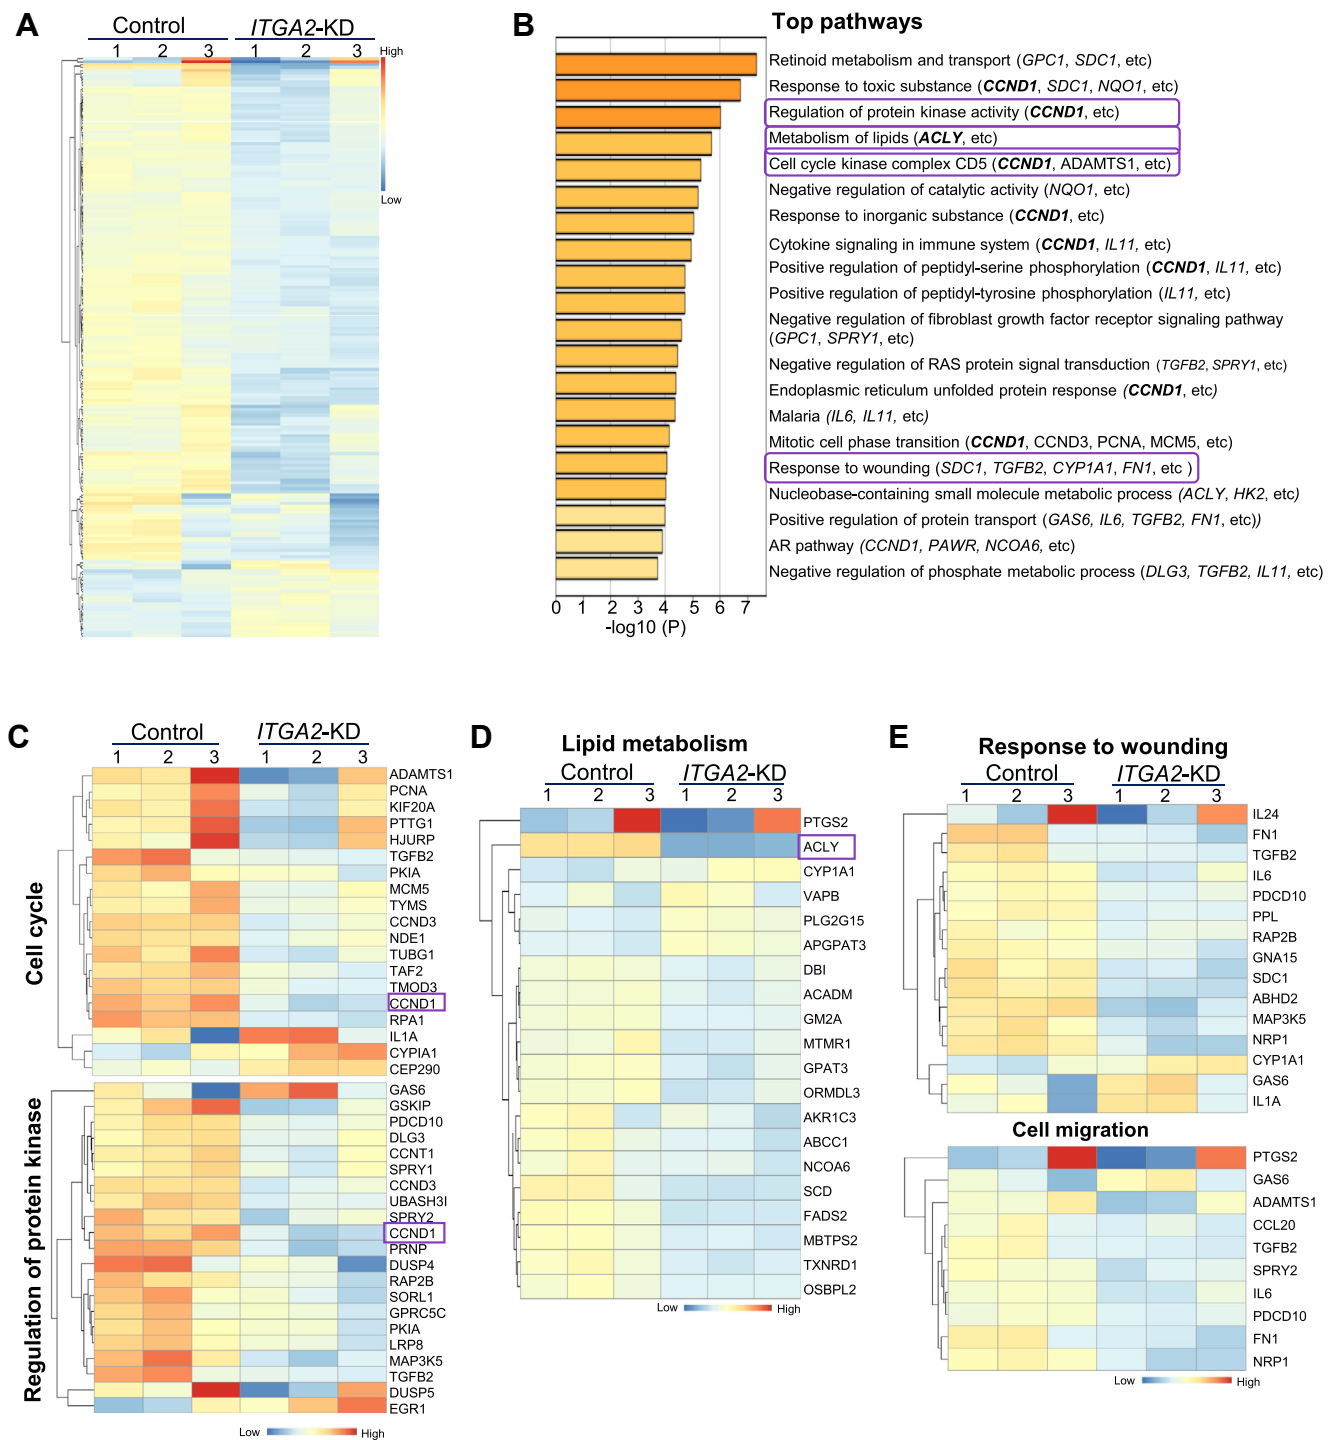 A
Control
ITGA2-KD
1 2 3 1 2 3
High
Low
B
Top pathways
Retinoid metabolism and transport (GPC1, SDC1, etc)
Response to toxic substance (CCND1, SDC1, NQO1, etc)
Regulation of protein kinase activity (CCND1, etc)
Metabolism of lipids (ACLY, etc)
Cell cycle kinase complex CD5 (CCND1, ADAMTS1, etc)
Negative regulation of catalytic activity (NQO1, etc)
Response to inorganic substance (CCND1, etc)
Cytokine signaling in immune system (CCND1, IL11, etc)
Positive regulation of peptidyl-serine phosphorylation (CCND1, IL11, etc)
Positive regulation of peptidyl-tyrosine phosphorylation (IL11, etc)
Negative regulation of fibroblast growth factor receptor signaling pathway
(GPC1, SPRY1, etc)
Negative regulation of RAS protein signal transduction (TGFB2, SPRY1, etc)
Endoplasmic reticulum unfolded protein response (CCND1, etc)
Malaria (IL6, IL11, etc)
Mitotic cell phase transition (CCND1, CCND3, PCNA, MCM5, etc)
Response to wounding (SDC1, TGFB2, CYP1A1, FN1, etc )
Nucleobase-containing small molecule metabolic process (ACLY, HK2, etc)
Positive regulation of protein transport (GAS6, IL6, TGFB2, FN1, etc))
AR pathway (CCND1, PAWR, NCOA6, etc)
Negative regulation of phosphate metabolic process (DLG3, TGFB2, IL11, etc)
0 1 2 3 4 5 6 7
-log10 (P)
C
Control
ITGA2-KD
1 2 3 1 2 3
Cell cycle
ADAMTS1
PCNA
KIF20A
PTTG1
HJURP
TGFB2
PKIA
MCM5
TYMS
CCND3
NDE1
TUBG1
TAF2
TMOD3
CCND1
RPA1
IL1A
CYPIA1
CEP290
Regulation of protein kinase
GAS6
GSKIP
PDCD10
DLG3
CCNT1
SPRY1
CCND3
UBASH3I
SPRY2
CCND1
PRNP
DUSP4
RAP2B
SORL1
GPRC5C
PKIA
LRP8
MAP3K5
TGFB2
DUSP5
EGR1
Low High
D
Lipid metabolism
Control
ITGA2-KD
1 2 3 1 2 3
PTGS2
ACLY
CYP1A1
VAPB
PLG2G15
APGPAT3
DBI
ACADM
GM2A
MTMR1
GPAT3
ORMDL3
AKR1C3
ABCC1
NCOA6
SCD
FADS2
MBTPS2
TXNRD1
OSBPL2
Low High
E
Response to wounding
Control
ITGA2-KD
1 2 3 1 2 3
IL24
FN1
TGFB2
IL6
PDCD10
PPL
RAP2B
GNA15
SDC1
ABHD2
MAP3K5
NRP1
CYP1A1
GAS6
IL1A
Cell migration
PTGS2
GAS6
ADAMTS1
CCL20
TGFB2
SPRY2
IL6
PDCD10
FN1
NRP1
Low High